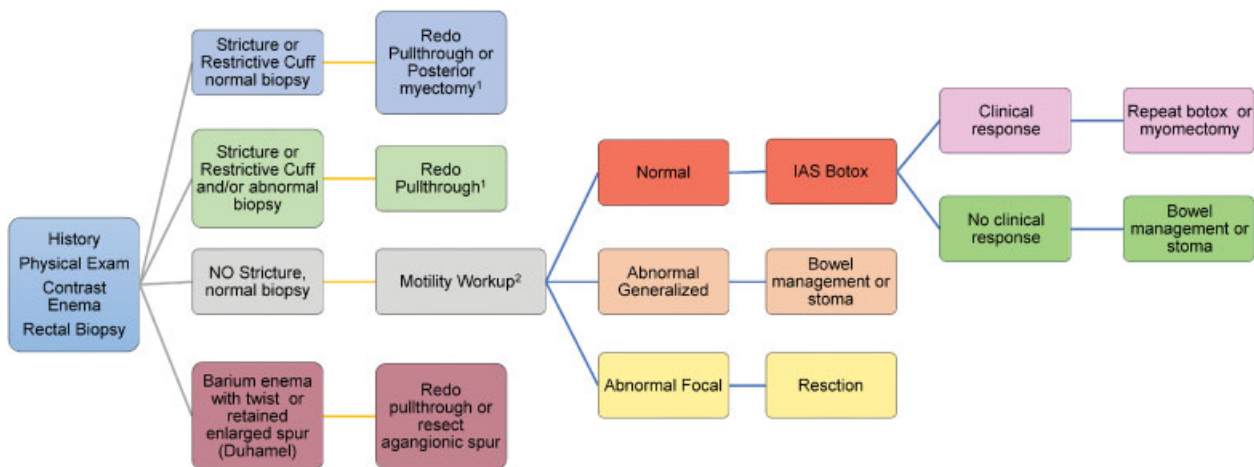 History
Physical Exam
Contrast
Enema
Rectal Biopsy
Stricture or
Restrictive Cuff
normal biopsy
Redo
Pullthrough or
Posterior
myectomy1
Stricture or
Restrictive Cuff
and/or abnormal
biopsy
Redo
Pullthrough1
NO Stricture,
normal biopsy
Motility Workup2
Barium enema
with twist or
retained
enlarged spur
(Duhamel)
Redo
pullthrough or
resect
agangionic spur
Normal
IAS Botox
Abnormal
Generalized
Bowel
management or
stoma
Abnormal Focal
Resction
Clinical
response
Repeat botox or
myomectomy
No clinical
response
Bowel
management or
stoma